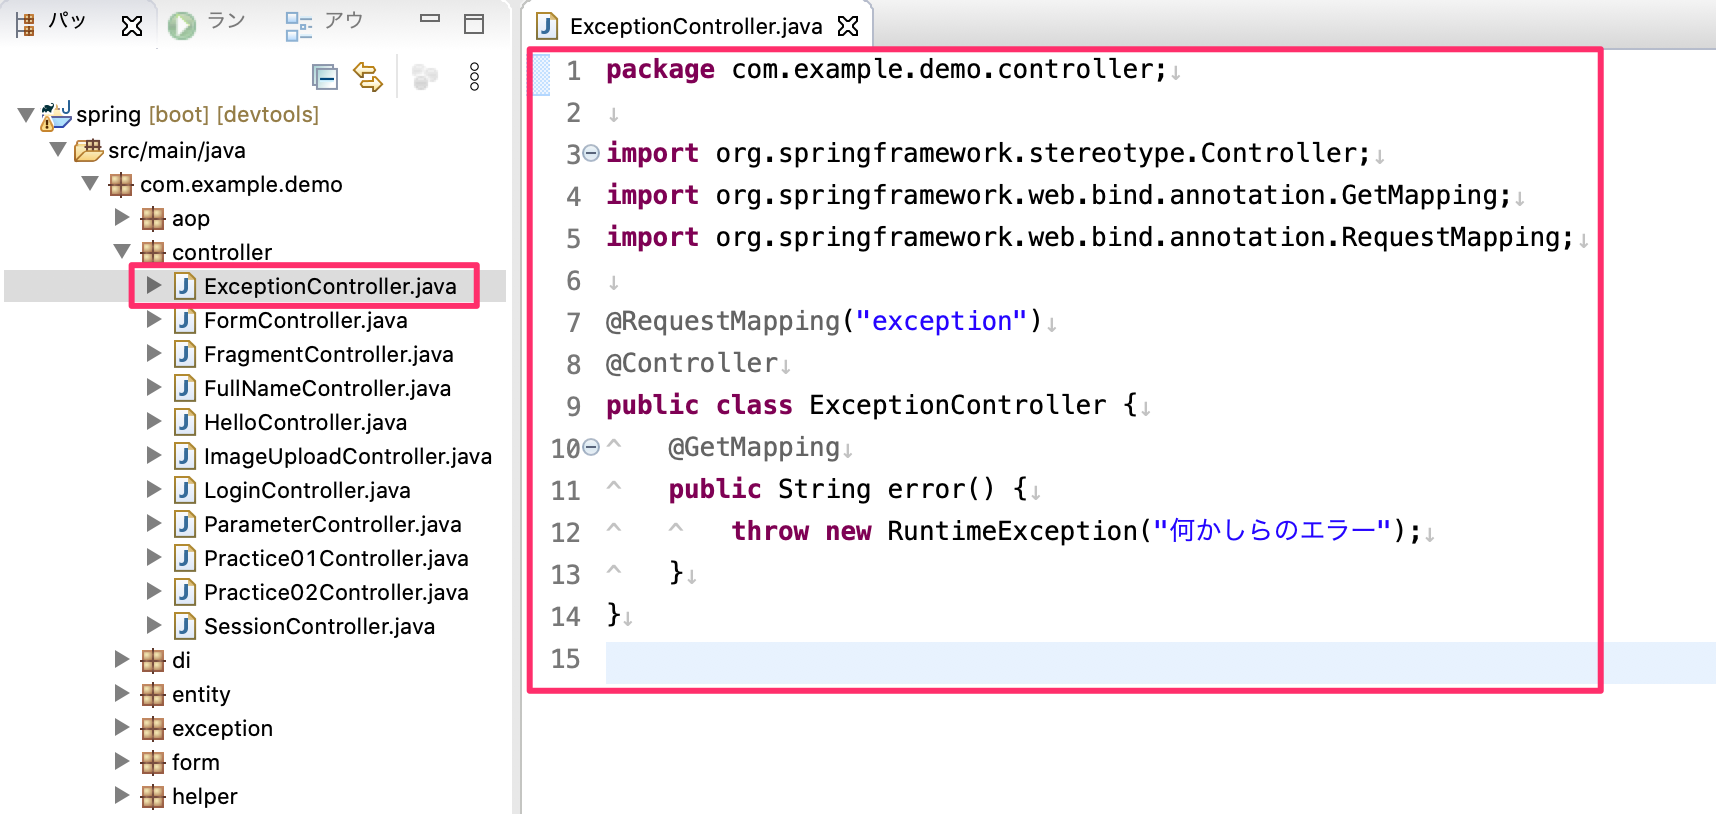 パッ
ラン
アウ
spring [boot] [devtools]
src/main/java
com.example.demo
aop
controller
ExceptionController.java
FormController.java
FragmentController.java
FullNameController.java
HelloController.java
ImageUploadController.java
LoginController.java
ParameterController.java
Practice01Controller.java
Practice02Controller.java
SessionController.java
di
entity
exception
form
helper
ExceptionController.java
1 package com.example.demo.controller;↓
2 ↓
3 import org.springframework.stereotype.Controller;↓
4 import org.springframework.web.bind.annotation.GetMapping;↓
5 import org.springframework.web.bind.annotation.RequestMapping;↓
6 ↓
7 @RequestMapping("exception")↓
8 @Controller↓
9 public class ExceptionController {↓
10 ^ @GetMapping↓
11 ^ public String error() {↓
12 ^ ^ throw new RuntimeException("何かしらのエラー");↓
13 ^ }↓
14 }↓
15